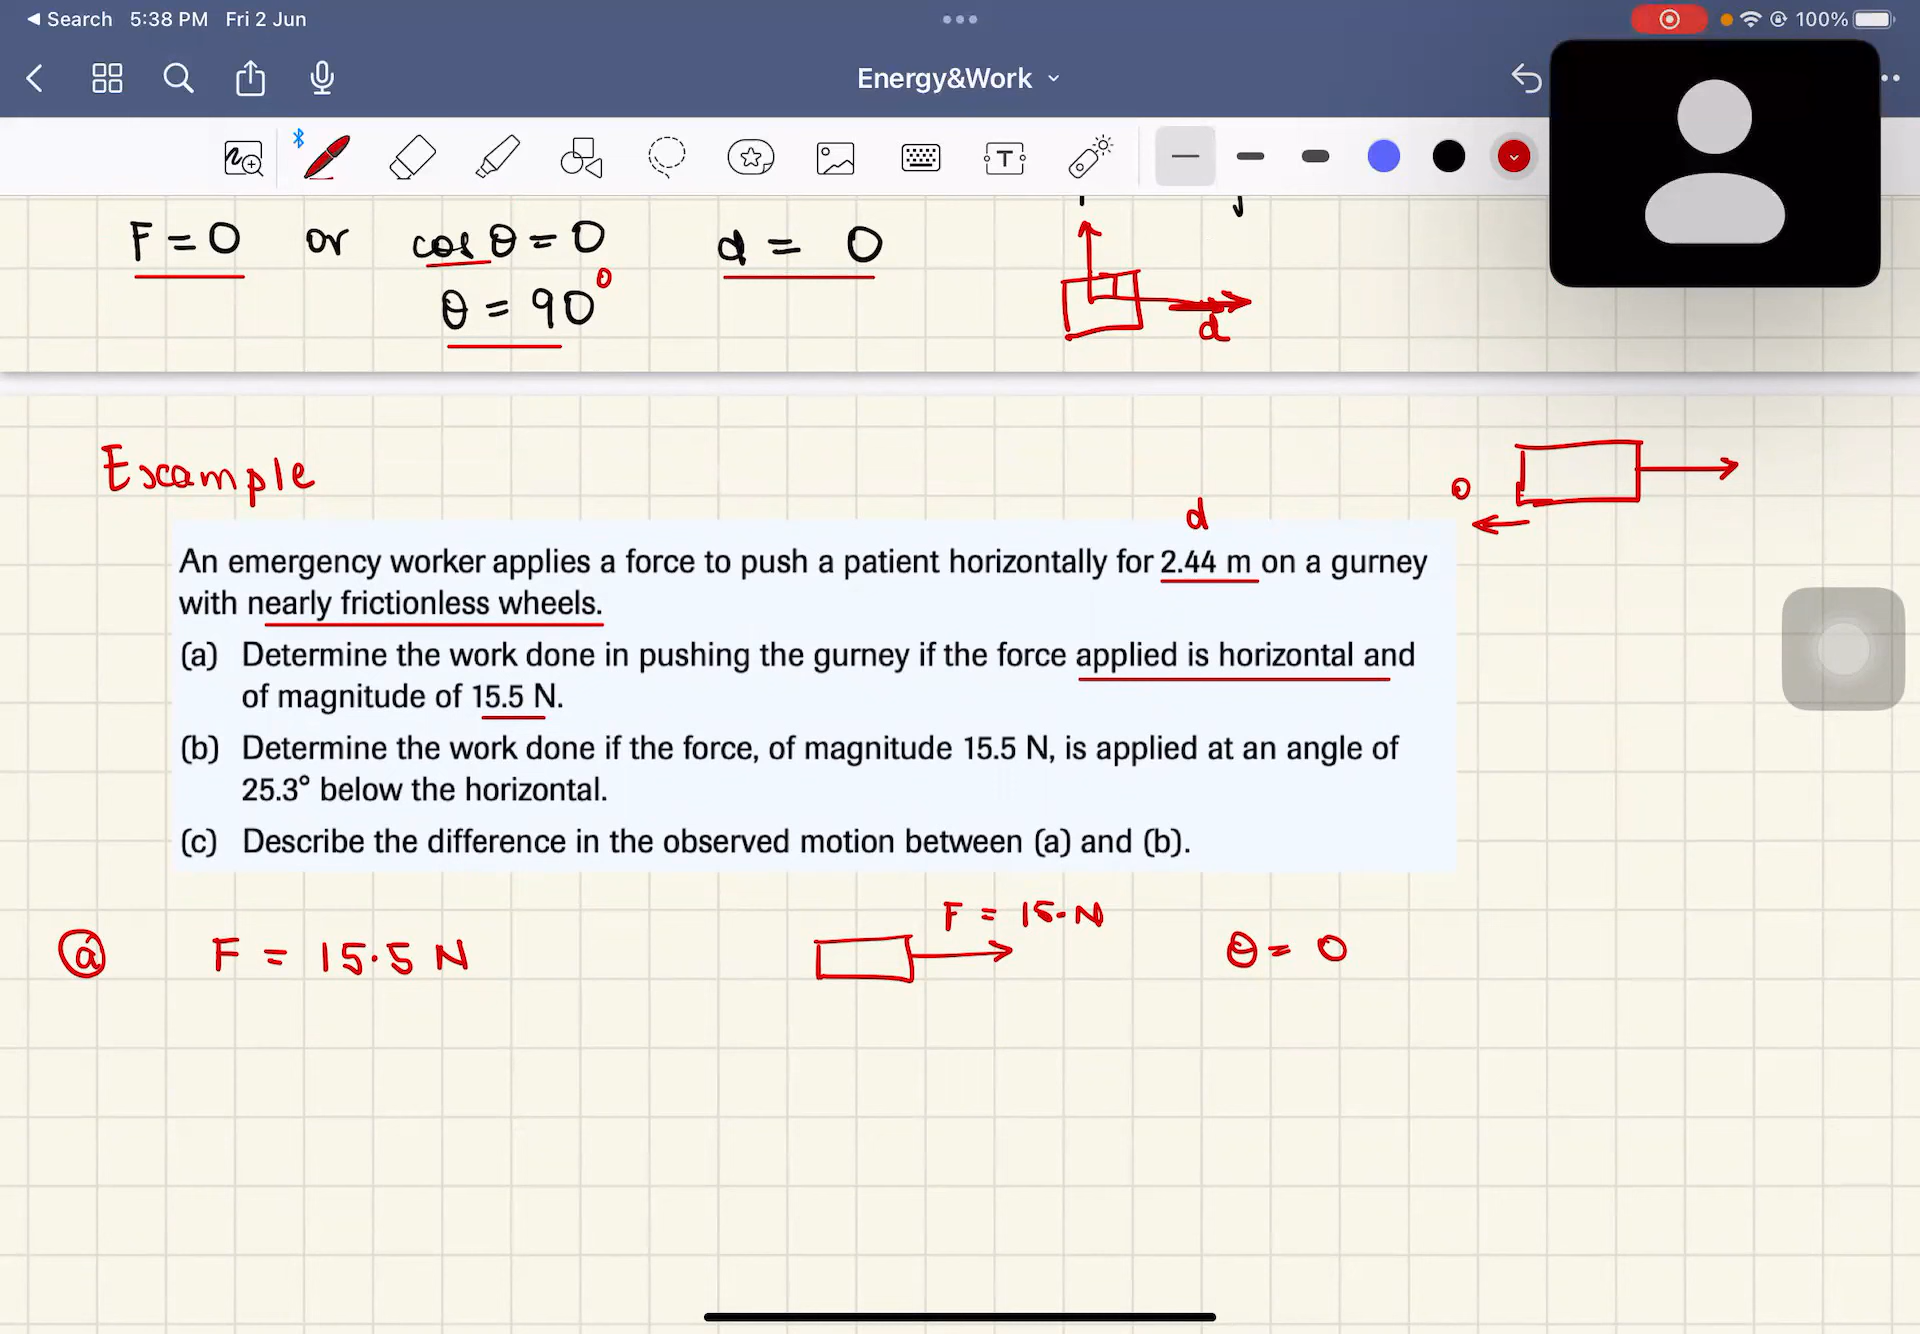 Search 5:38 PM Fri 2 Jun
100%
Energy&Work
T
F = 0 or cos θ = 0 d = 0
θ = 90°
d
Example
0
d
An emergency worker applies a force to push a patient horizontally for 2.44 m on a gurney
with nearly frictionless wheels.
(a) Determine the work done in pushing the gurney if the force applied is horizontal and
of magnitude of 15.5 N.
(b) Determine the work done if the force, of magnitude 15.5 N, is applied at an angle of
25.3° below the horizontal.
(c) Describe the difference in the observed motion between (a) and (b).
F = 15. N
(a) F = 15.5 N θ = 0